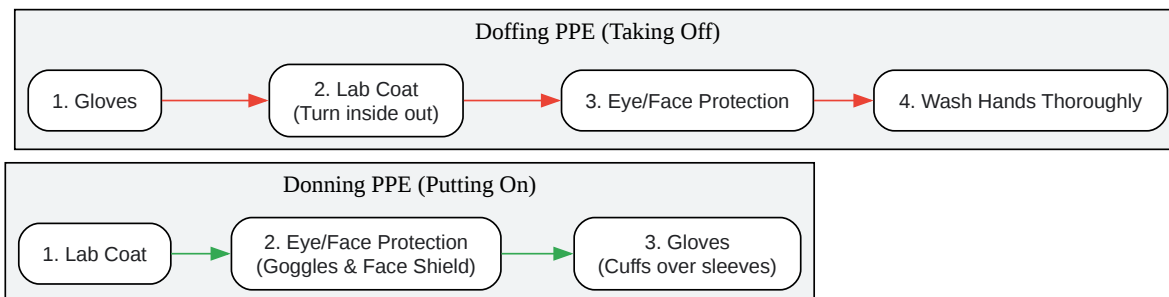 Doffing PPE (Taking Off)
1. Gloves
2. Lab Coat
(Turn inside out)
3. Eye/Face Protection
4. Wash Hands Thoroughly
Donning PPE (Putting On)
1. Lab Coat
2. Eye/Face Protection
(Goggles & Face Shield)
3. Gloves
(Cuffs over sleeves)